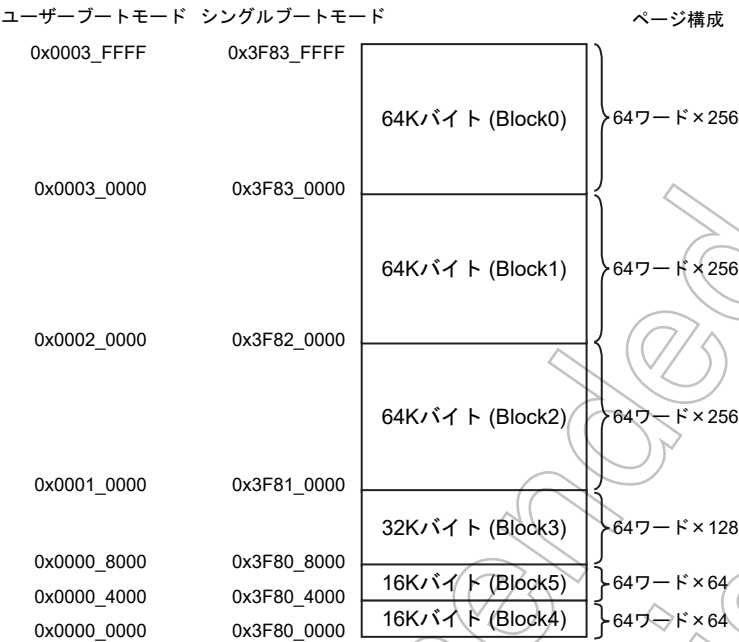 ユーザーブートモード シングルブートモード ページ構成
0x0003_FFFF 0x3F83_FFFF
64Kバイト (Block0) 64ワード×256
0x0003_0000 0x3F83_0000
64Kバイト (Block1) 64ワード×256
0x0002_0000 0x3F82_0000
64Kバイト (Block2) 64ワード×256
0x0001_0000 0x3F81_0000
32Kバイト (Block3) 64ワード×128
0x0000_8000 0x3F80_8000
16Kバイト (Block5) 64ワード×64
0x0000_4000 0x3F80_4000
16Kバイト (Block4) 64ワード×64
0x0000_0000 0x3F80_0000